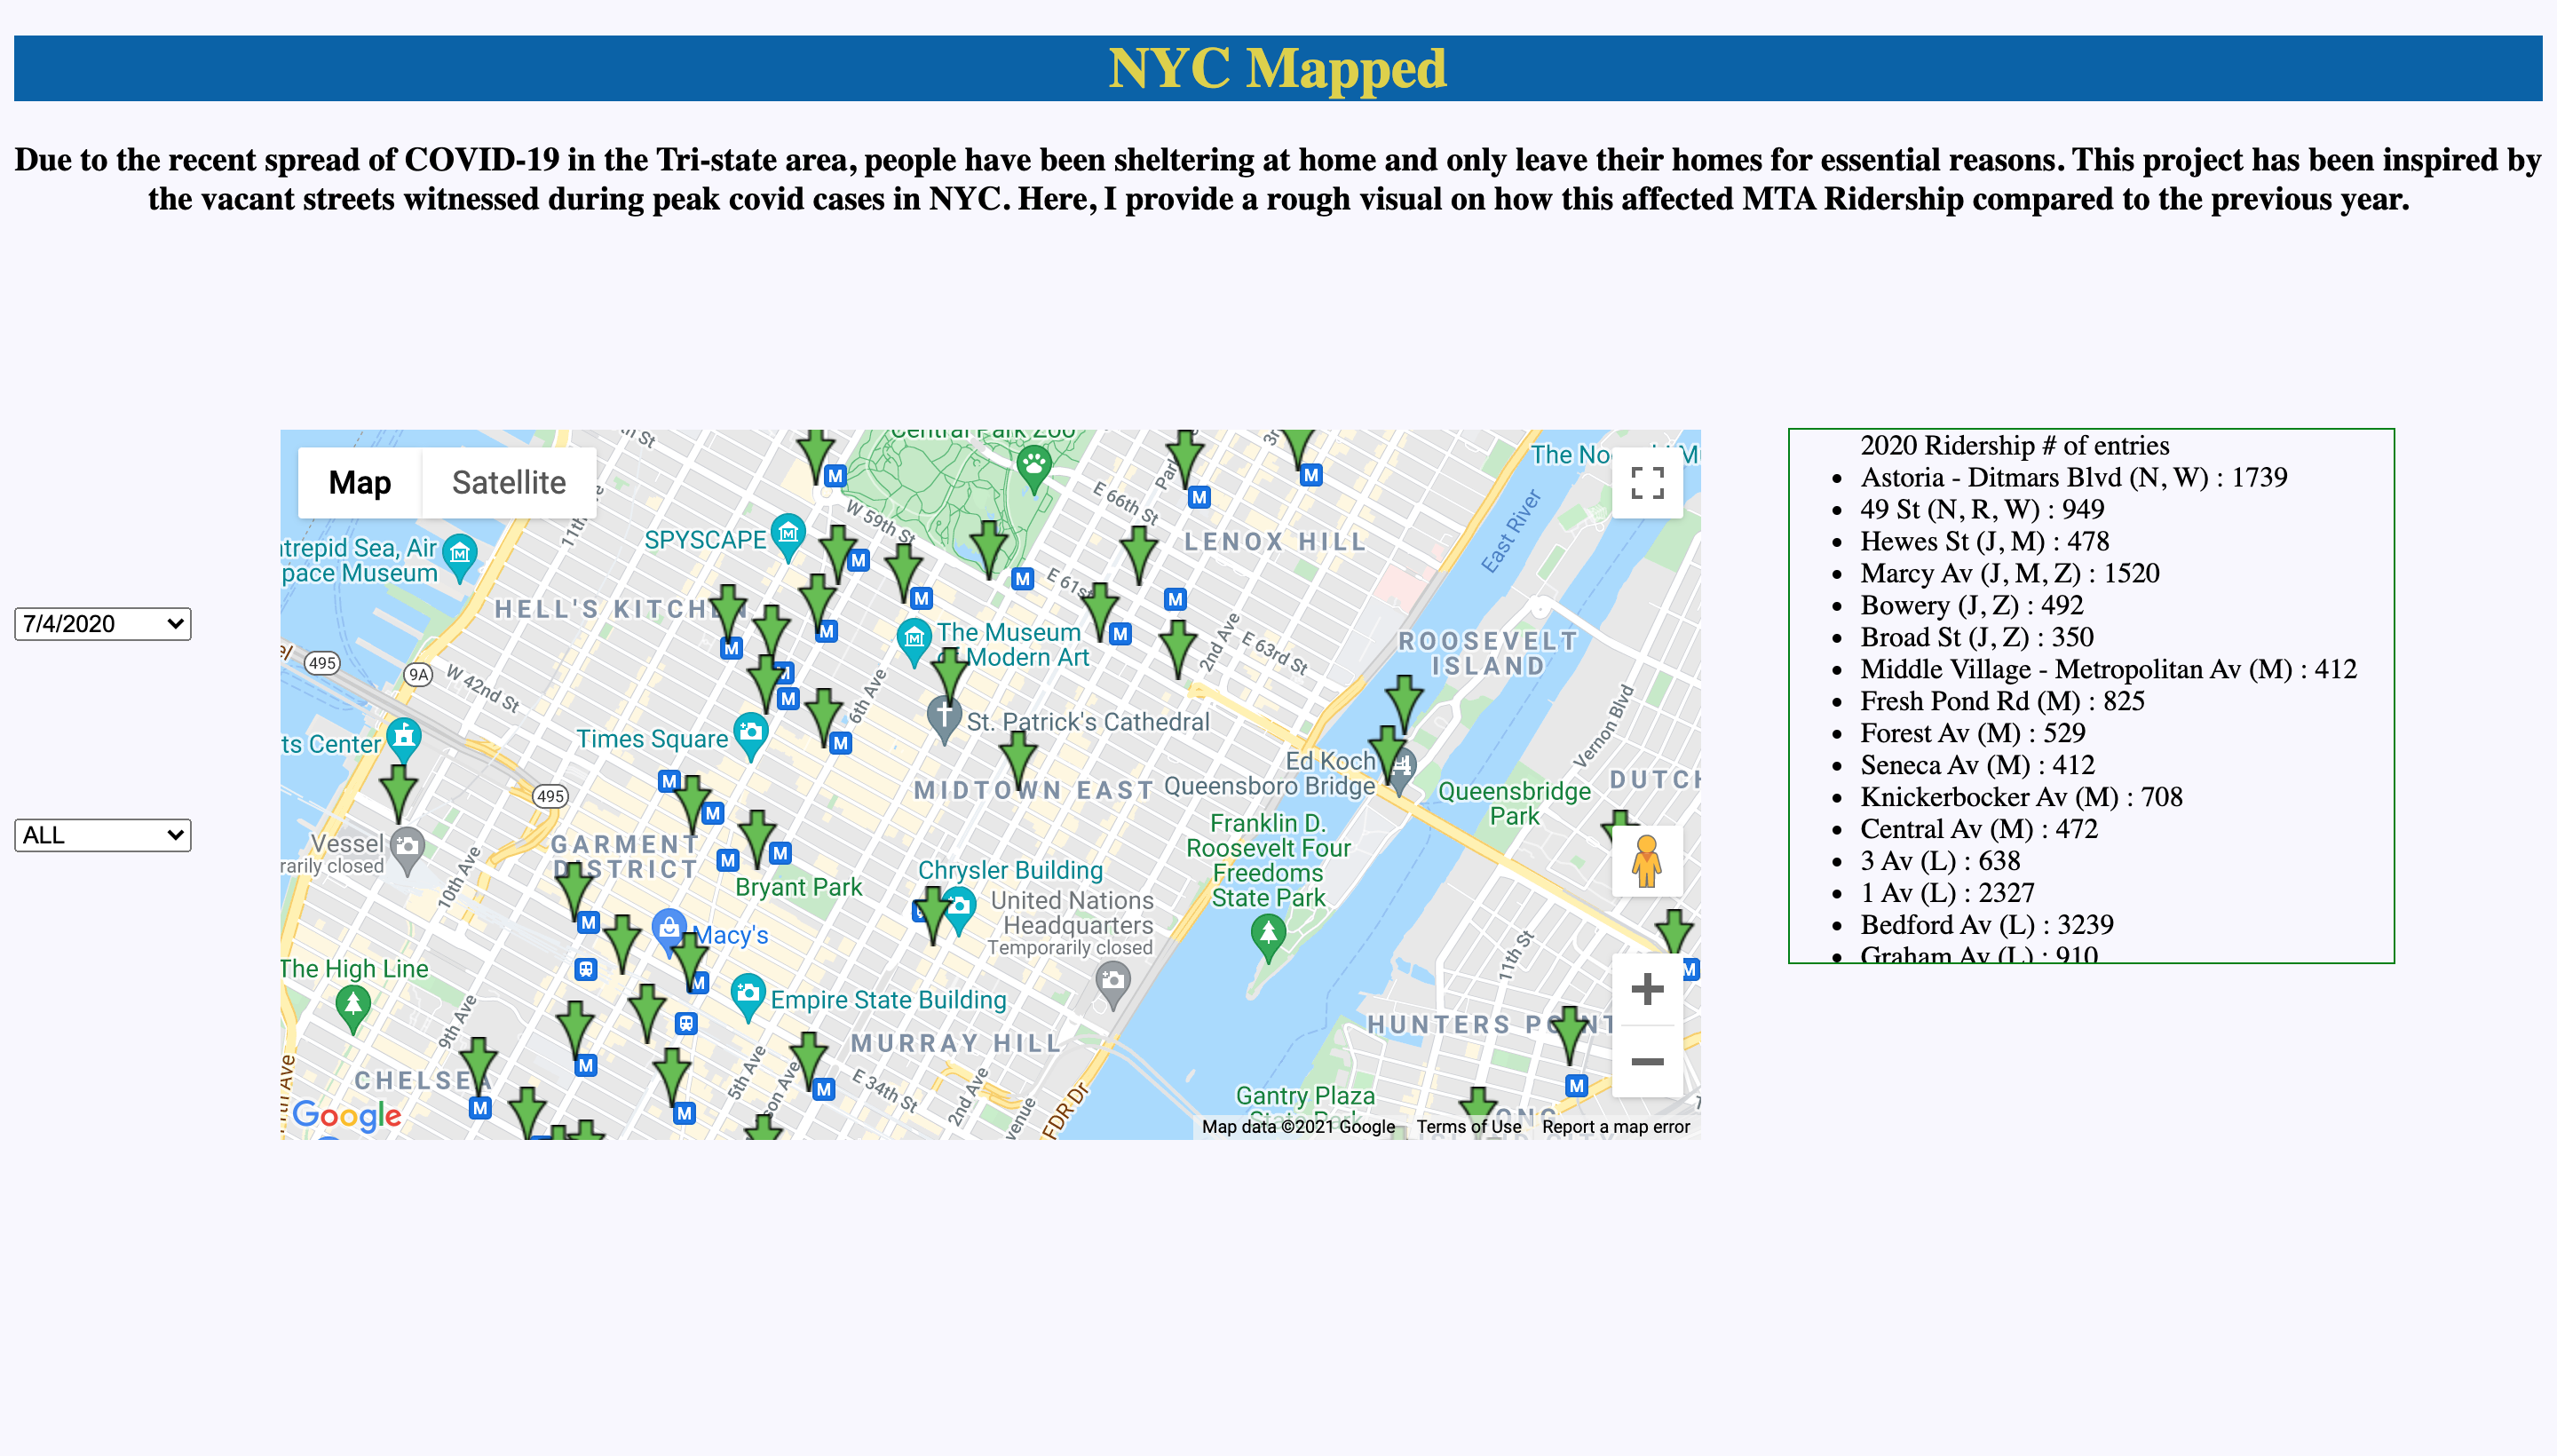 NYC Mapped
Due to the recent spread of COVID-19 in the Tri-state area, people have been sheltering at home and only leave their homes for essential reasons. This project has been inspired by
the vacant streets witnessed during peak covid cases in NYC. Here, I provide a rough visual on how this affected MTA Ridership compared to the previous year.
7/4/2020
ALL
Map
Satellite
Central Park Zoo
SPYSCAPE
W 59th St
E 66th St
LENOX HILL
East River
HELL'S KITCHEN
E 61st
The Museum
of Modern Art
2nd Ave
E 63rd St
ROOSEVELT
ISLAND
495
9A
W 42nd St
6th Ave
St. Patrick's Cathedral
Times Square
Vernon Blvd
Ed Koch
Queensboro Bridge
MIDTOWN EAST
Queensbridge
Park
495
Vessel
GARMENT
DISTRICT
10th Ave
Bryant Park
Chrysler Building
Franklin D.
Roosevelt Four
Freedoms
State Park
United Nations
Headquarters
Temporarily closed
Macy's
The High Line
Empire State Building
11th St
9th Ave
MURRAY HILL
HUNTERS POINT
CHELSEA
5th Ave
E 34th St
2nd Ave
FDR Dr
Gantry Plaza
State Park
Google
Map data ©2021 Google
Terms of Use
Report a map error
2020 Ridership # of entries
• Astoria - Ditmars Blvd (N, W) : 1739
• 49 St (N, R, W) : 949
• Hewes St (J, M) : 478
• Marcy Av (J, M, Z) : 1520
• Bowery (J, Z) : 492
• Broad St (J, Z) : 350
• Middle Village - Metropolitan Av (M) : 412
• Fresh Pond Rd (M) : 825
• Forest Av (M) : 529
• Seneca Av (M) : 412
• Knickerbocker Av (M) : 708
• Central Av (M) : 472
• 3 Av (L) : 638
• 1 Av (L) : 2327
• Bedford Av (L) : 3239
• Graham Av (L) : 910